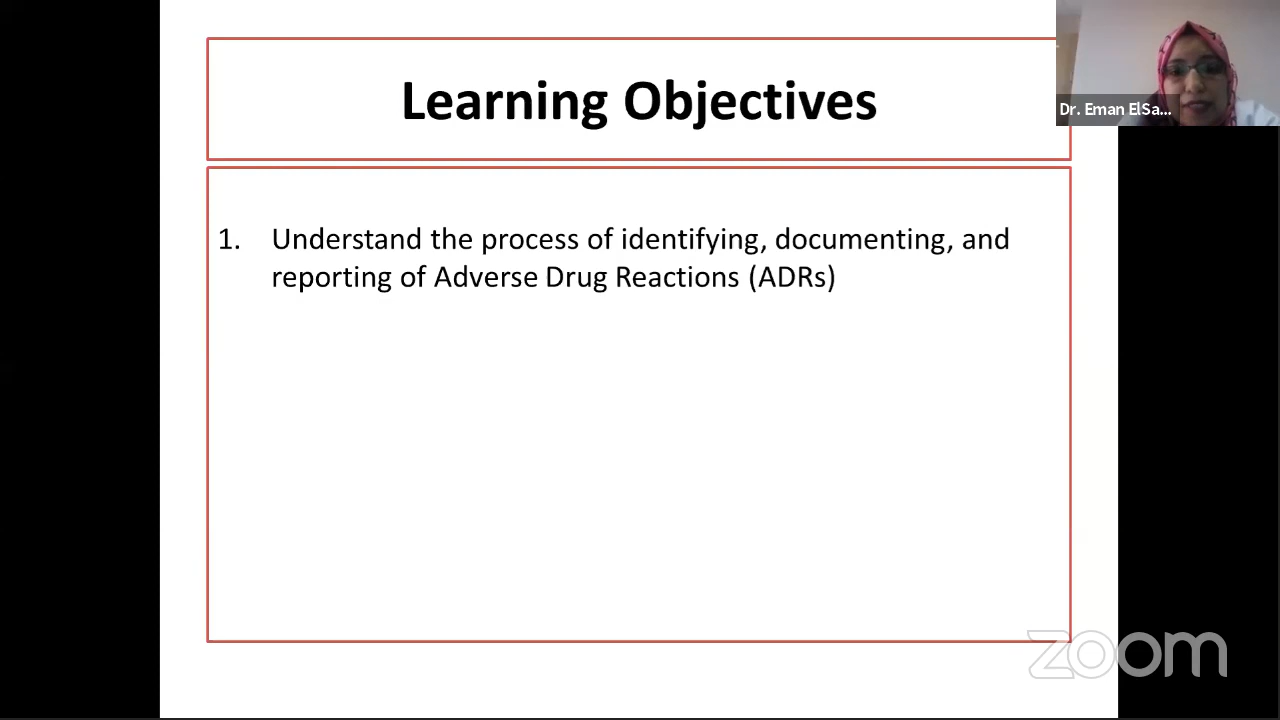 Learning Objectives
Dr. Eman ElSa...
1. Understand the process of identifying, documenting, and
reporting of Adverse Drug Reactions (ADRs)
zoom